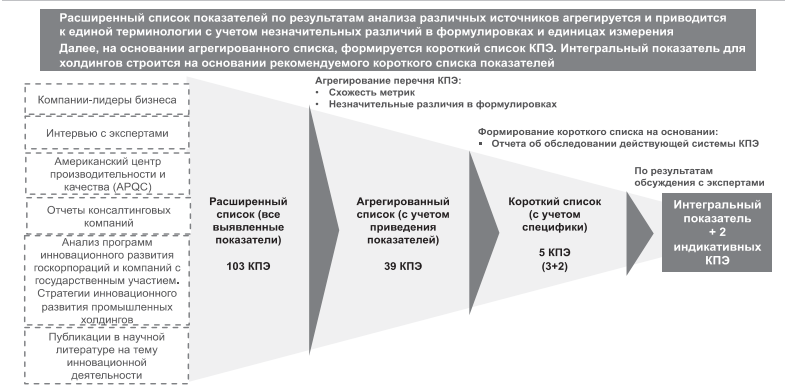 Расширенный список показателей по результатам анализа различных источников агрегируется и приводится
к единой терминологии с учетом незначительных различий в формулировках и единицах измерения
Далее, на основании агрегированного списка, формируется короткий список КПЭ. Интегральный показатель для
холдингов строится на основании рекомендуемого короткого списка показателей
Компании-лидеры бизнеса
Интервью с экспертами
Американский центр
производительности и
качества (APQC)
Отчеты консалтинговых
компаний
Анализ программ
инновационного развития
госкорпораций и компаний с
государственным участием.
Стратегии инновационного
развития промышленных
холдингов
Публикации в научной
литературе на тему
инновационной
деятельности
Расширенный
список (все
выявленные
показатели)
103 КПЭ
Агрегирование перечня КПЭ:
• Схожесть метрик
• Незначительные различия в формулировках
Агрегированный
список (с учетом
приведения
показателей)
39 КПЭ
Формирование короткого списка на основании:
▪ Отчета об обследовании действующей системы КПЭ
Короткий список
(с учетом
специфики)
5 КПЭ
(3+2)
По результатам
обсуждения с экспертами
Интегральный
показатель
+ 2
индикативных
КПЭ